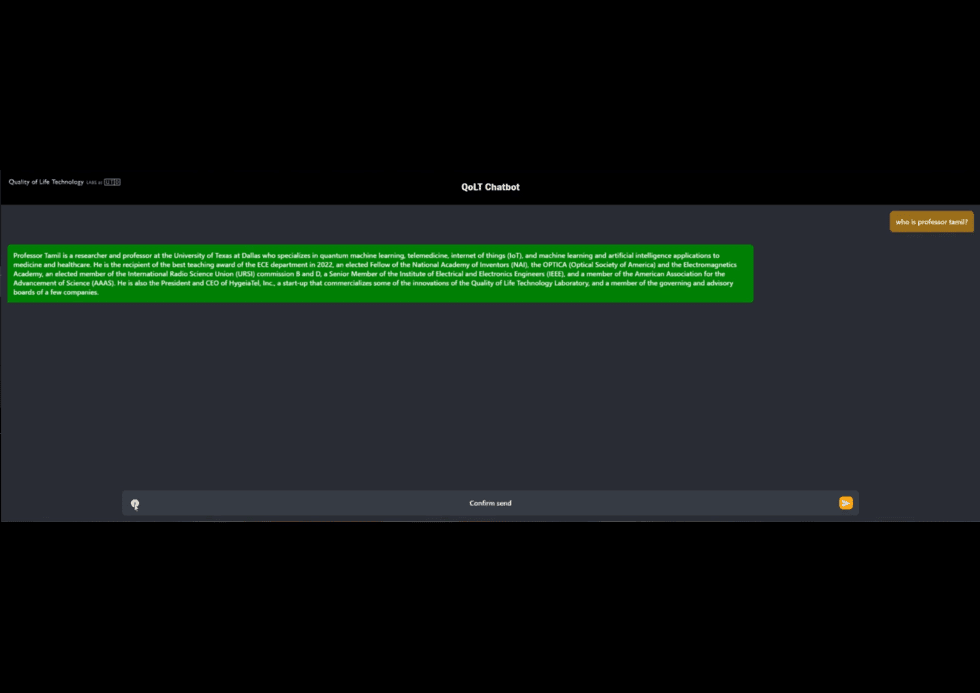 Quality of Life Technology LABS at UTD
QoLT Chatbot
who is professor tamil?
Professor Tamil is a researcher and professor at the University of Texas at Dallas who specializes in quantum machine learning, telemedicine, internet of things (IoT), and machine learning and artificial intelligence applications to
medicine and healthcare. He is the recipient of the best teaching award of the ECE department in 2022, an elected Fellow of the National Academy of Inventors (NAI), the OPTICA (Optical Society of America) and the Electromagnetics
Academy, an elected member of the International Radio Science Union (URSI) commission B and D, a Senior Member of the Institute of Electrical and Electronics Engineers (IEEE), and a member of the American Association for the
Advancement of Science (AAAS). He is also the President and CEO of HygeiaTel, Inc., a start-up that commercializes some of the innovations of the Quality of Life Technology Laboratory, and a member of the governing and advisory
boards of a few companies.
Confirm send